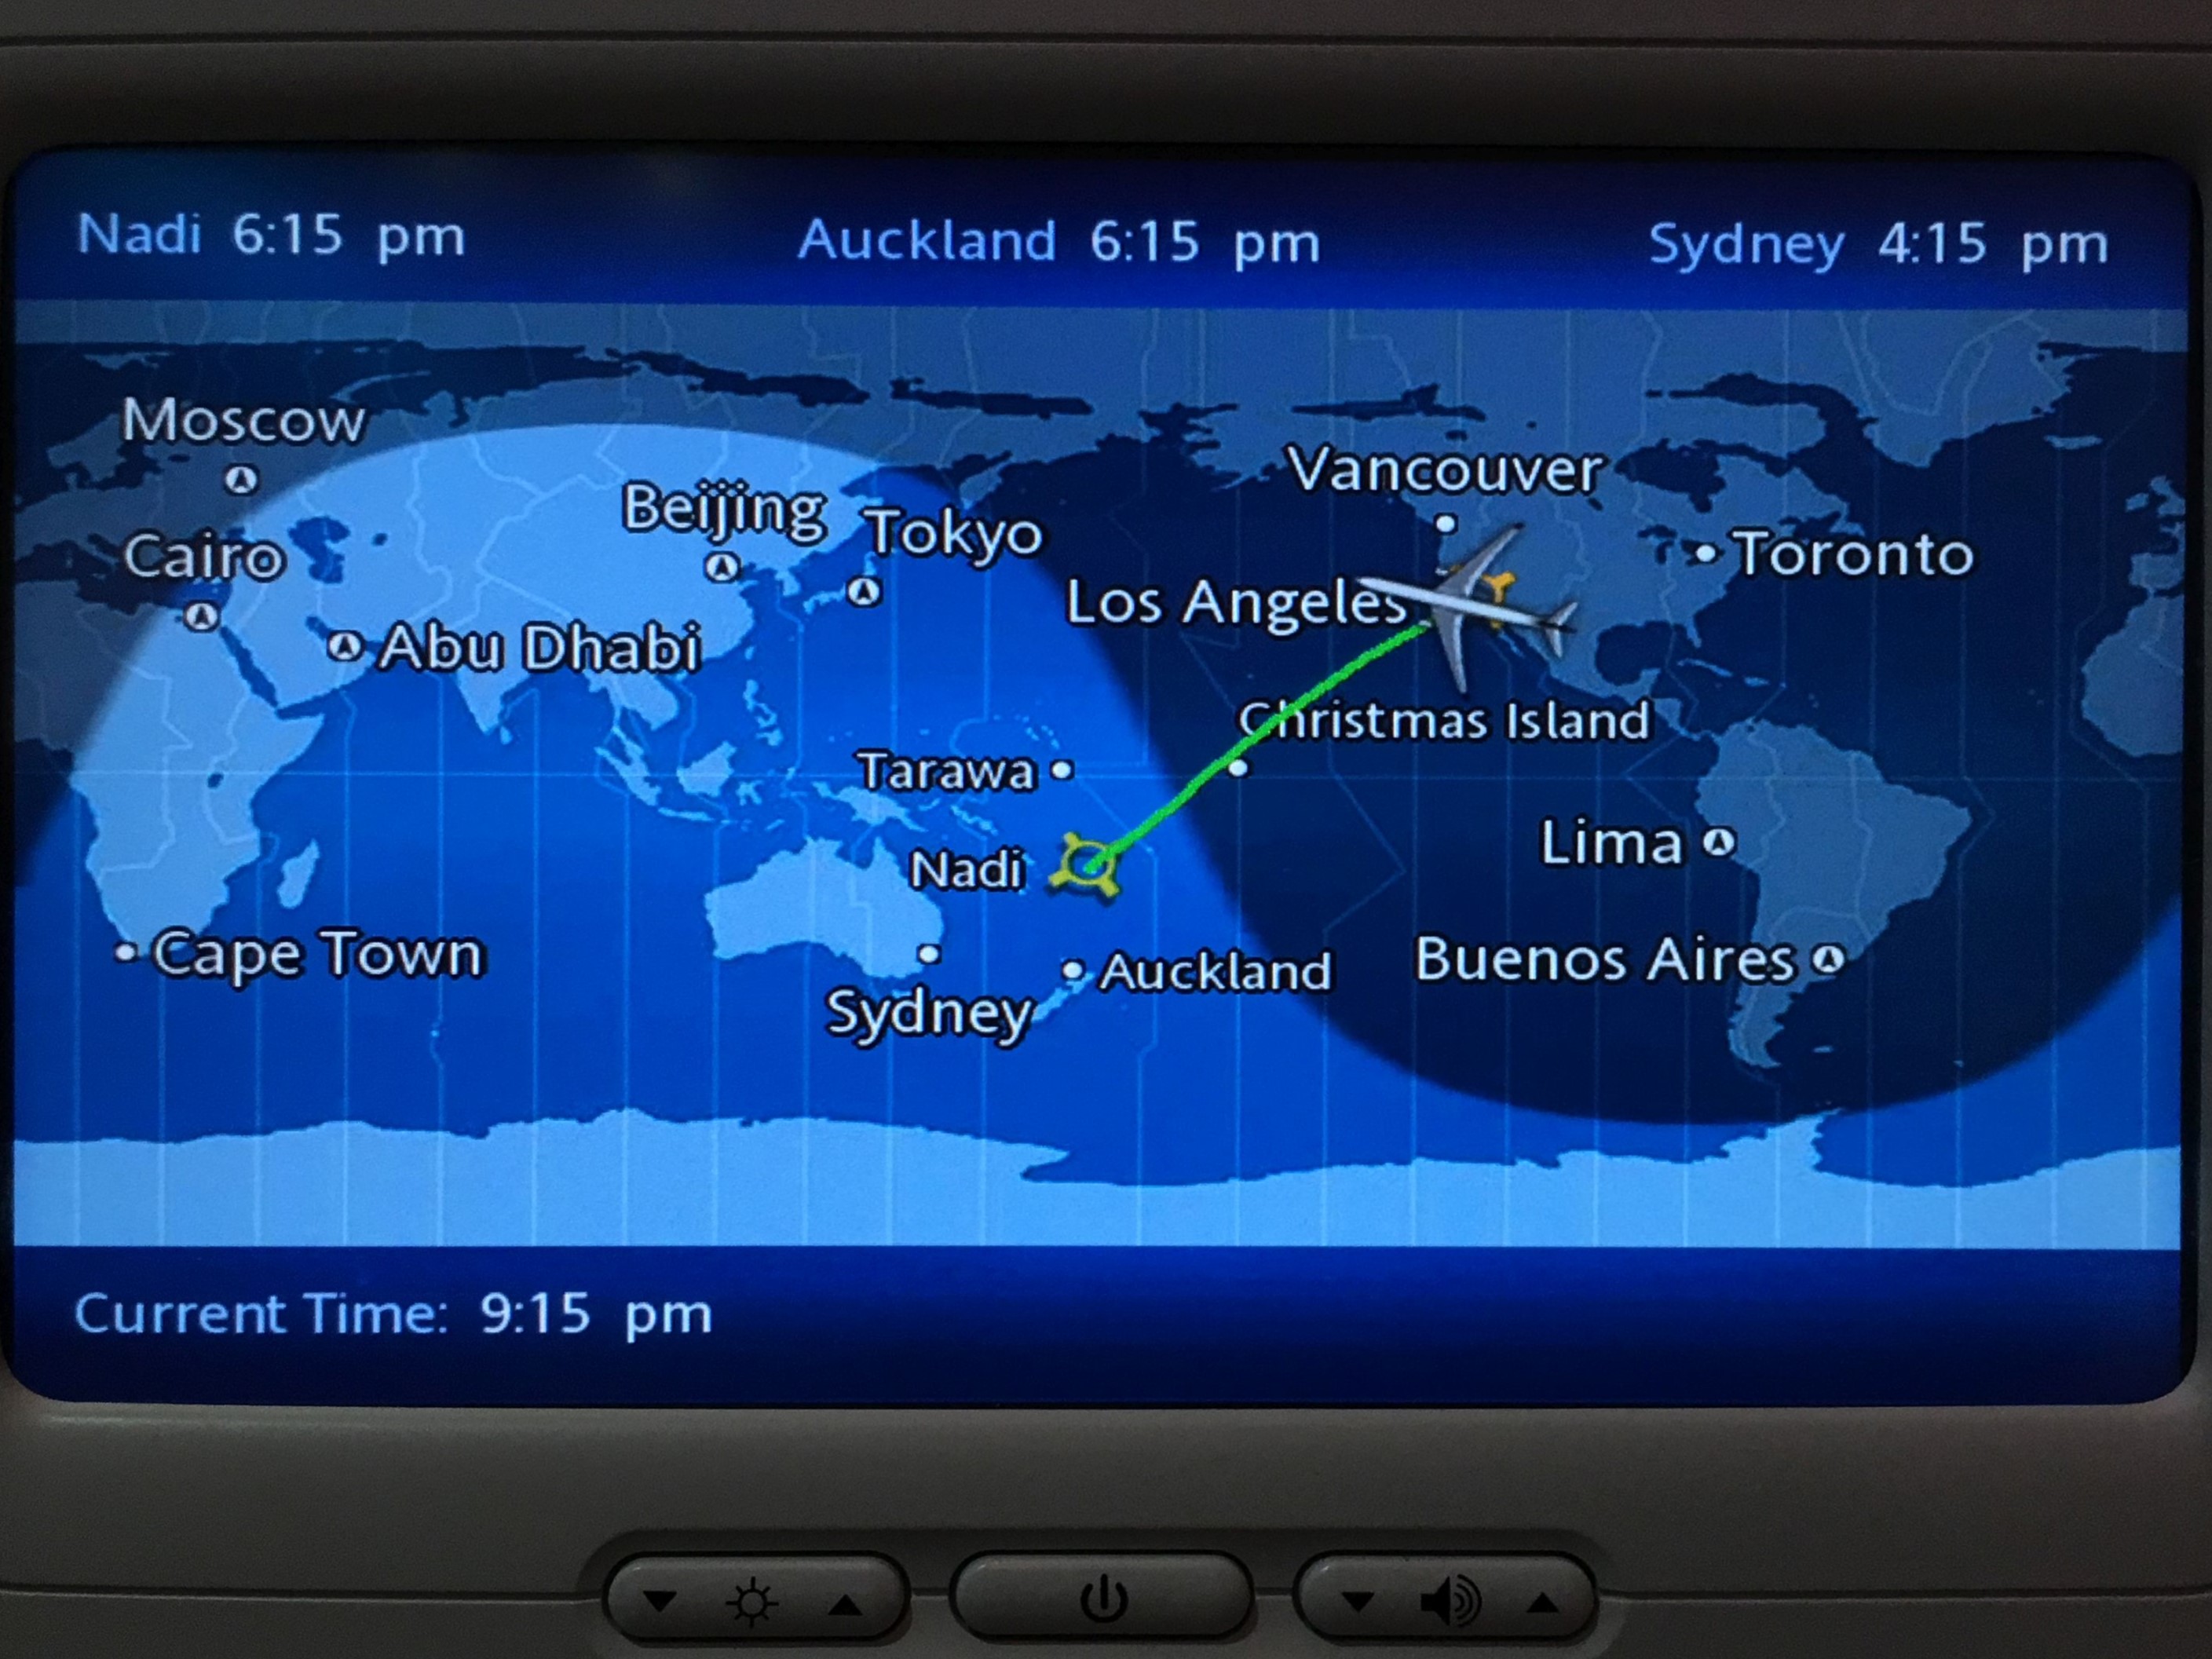 Nadi 6:15 pm
Auckland 6:15 pm
Sydney 4:15 pm
Moscow
Vancouver
Beijing
Tokyo
Cairo
Toronto
Los Angeles
Abu Dhabi
Christmas Island
Tarawa
Lima
Nadi
Cape Town
Buenos Aires
Auckland
Sydney
Current Time: 9:15 pm